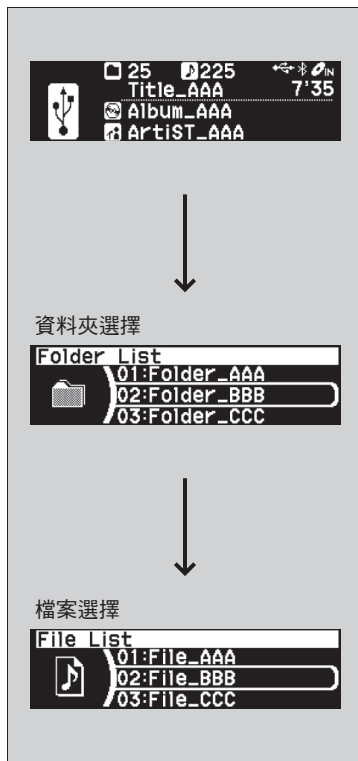 25 225 IN
Title_AAA 7'35
Album_AAA
ArtiST_AAA
資料夾選擇
Folder List
01:Folder_AAA
02:Folder_BBB
03:Folder_CCC
檔案選擇
File List
01:File_AAA
02:File_BBB
03:File_CCC